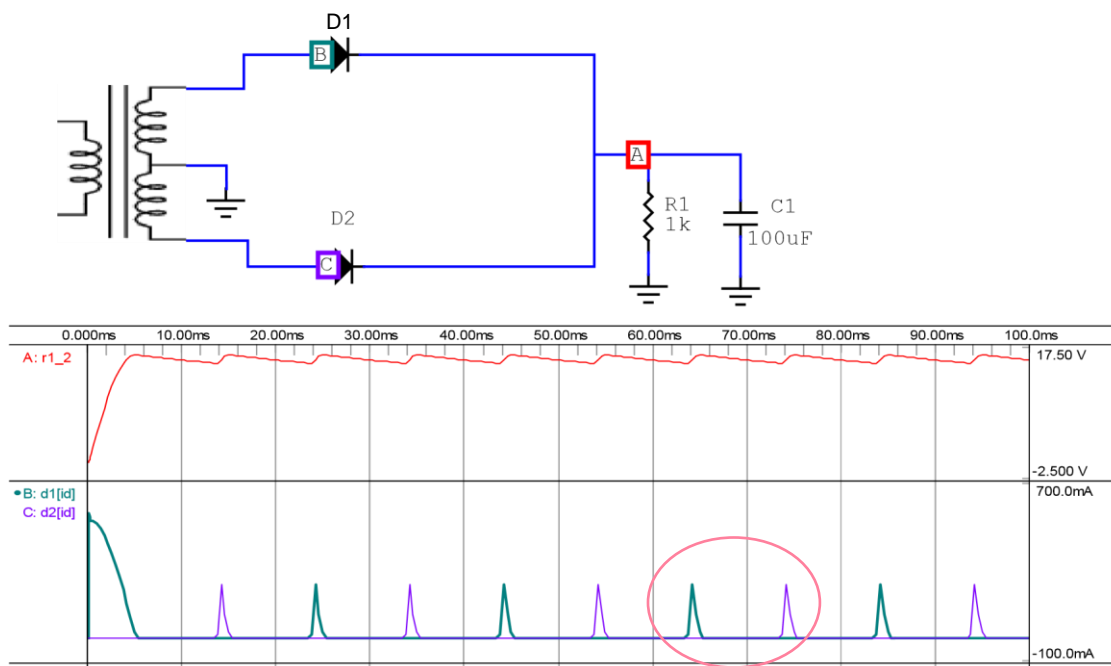 D1
B
A
R1
1k
C1
100uF
D2
C
0.000ms 10.00ms 20.00ms 30.00ms 40.00ms 50.00ms 60.00ms 70.00ms 80.00ms 90.00ms 100.0ms
A: r1_2
17.50 V
-2.500 V
B: d1[id]
700.0mA
C: d2[id]
-100.0mA